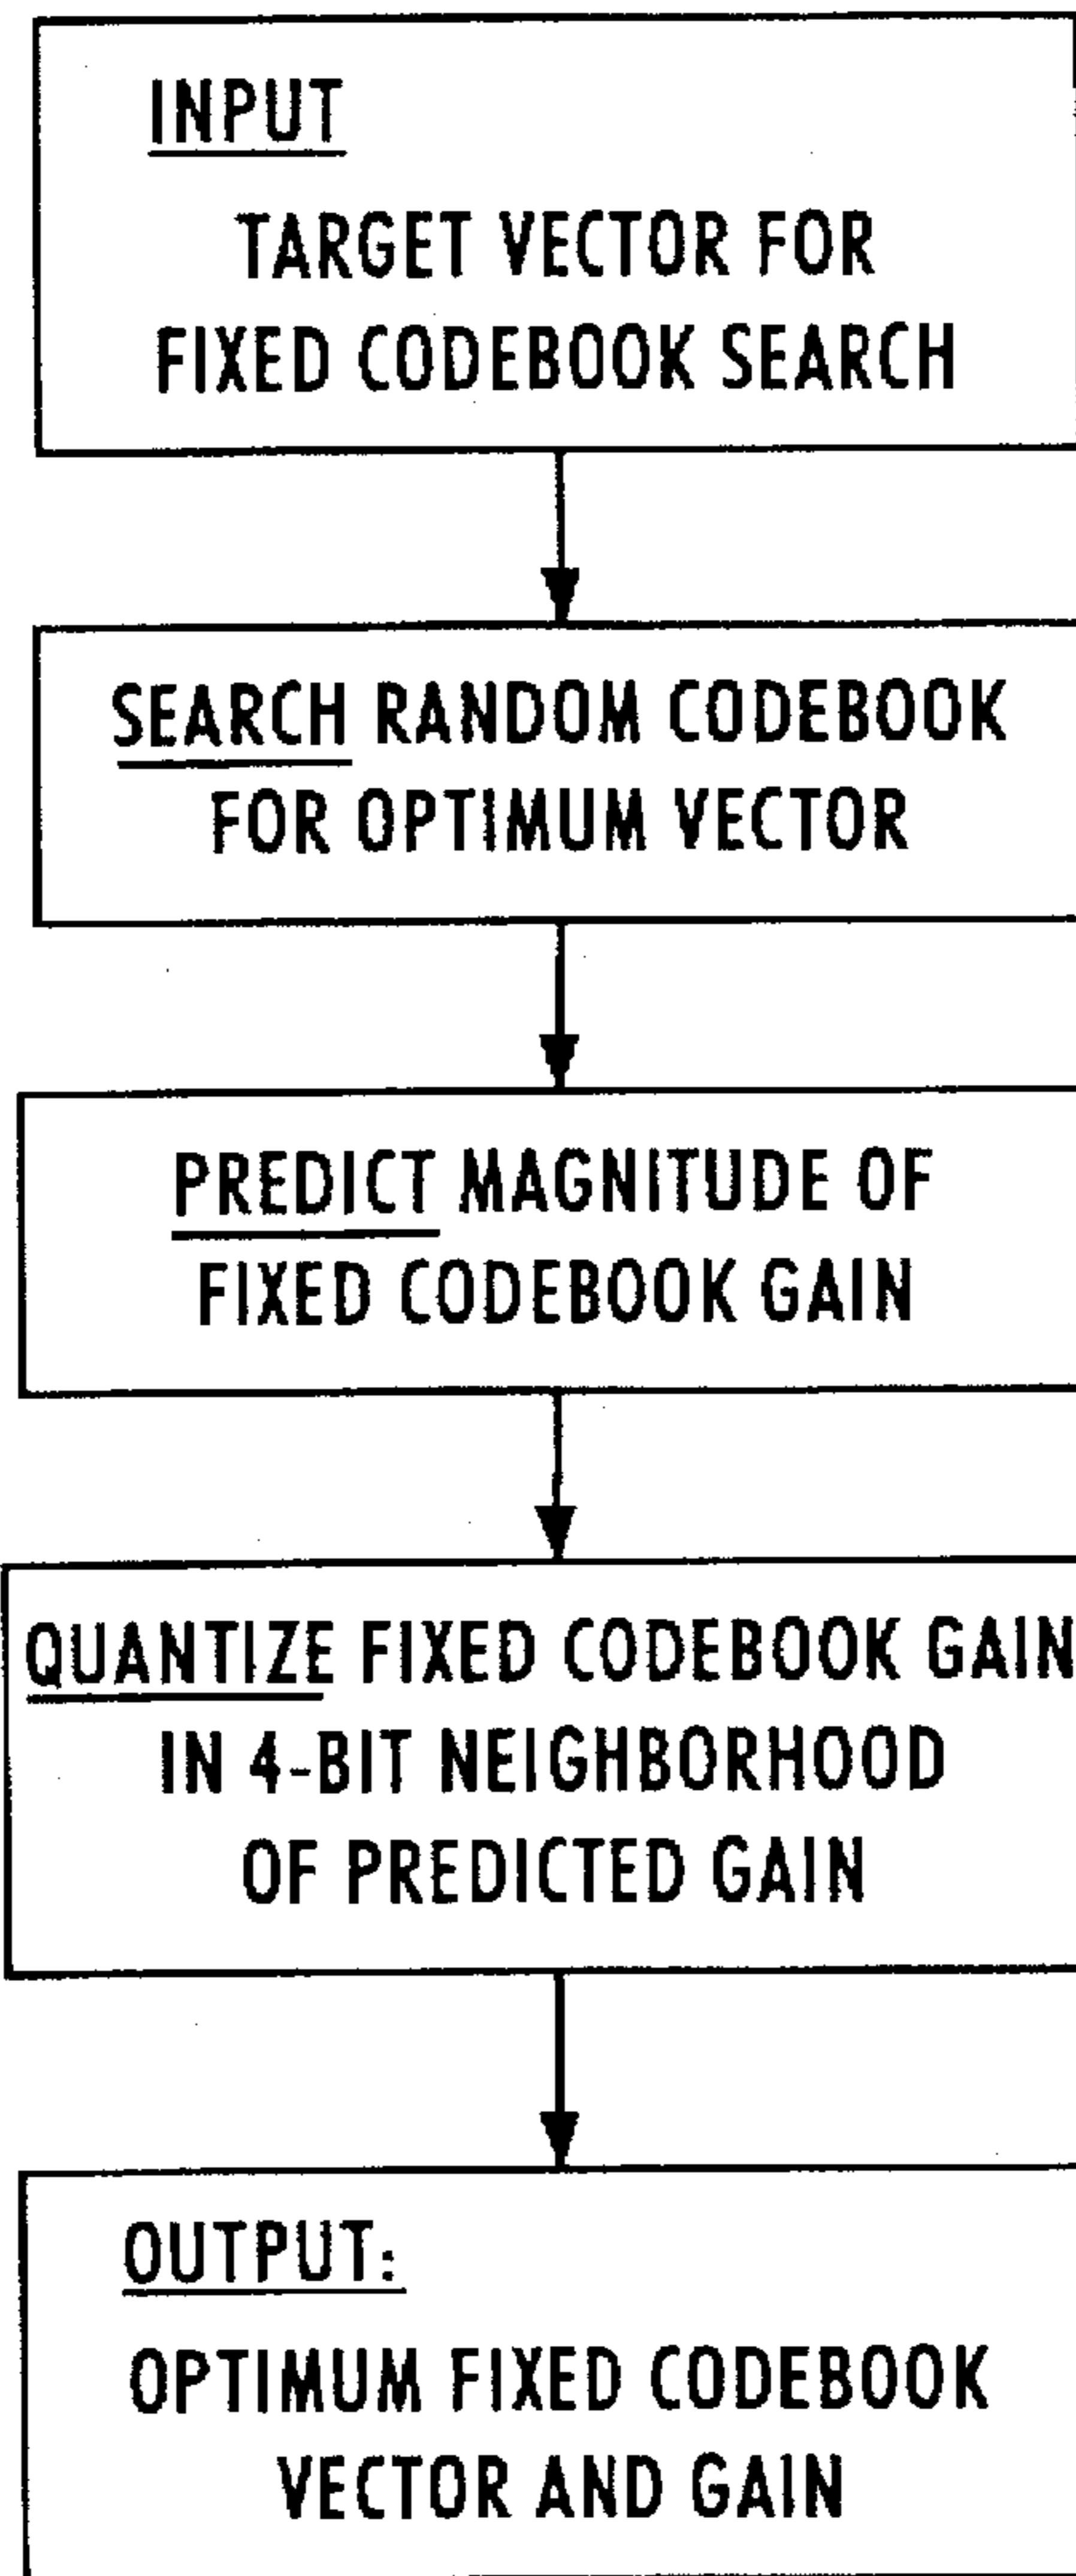 INPUT
TARGET VECTOR FOR
FIXED CODEBOOK SEARCH
SEARCH RANDOM CODEBOOK
FOR OPTIMUM VECTOR
PREDICT MAGNITUDE OF
FIXED CODEBOOK GAIN
QUANTIZE FIXED CODEBOOK GAIN
IN 4-BIT NEIGHBORHOOD
OF PREDICTED GAIN
OUTPUT:
OPTIMUM FIXED CODEBOOK
VECTOR AND GAIN